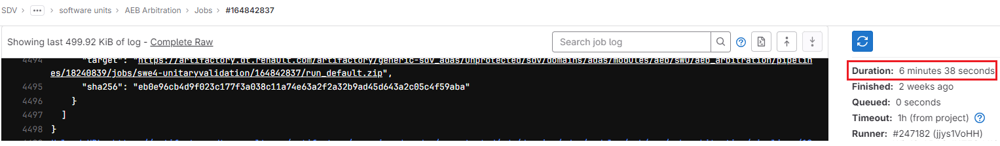 SDV > ... > software units > AEB Arbitration > Jobs > #164842837
Showing last 499.92 KiB of log - Complete Raw
Search job log
4494 "target": "https://artifactory.dt.renault.com/artifactory/generic-sdv_adas/unprotected/sdv/domains/adas/modules/aeb/swu/aeb_arbitration/pipelin
es/18240839/jobs/swe4-unitaryvalidation/164842837/run_default.zip",
4495 "sha256": "eb0e96cb4d9f023c177f3a038c11a74e63a2f2a32b9ad45d643a2c05c4f59aba"
4496 }
4497 ]
4498 }
Duration: 6 minutes 38 seconds
Finished: 2 weeks ago
Queued: 0 seconds
Timeout: 1h (from project)
Runner: #247182 (jjys1VoHH)